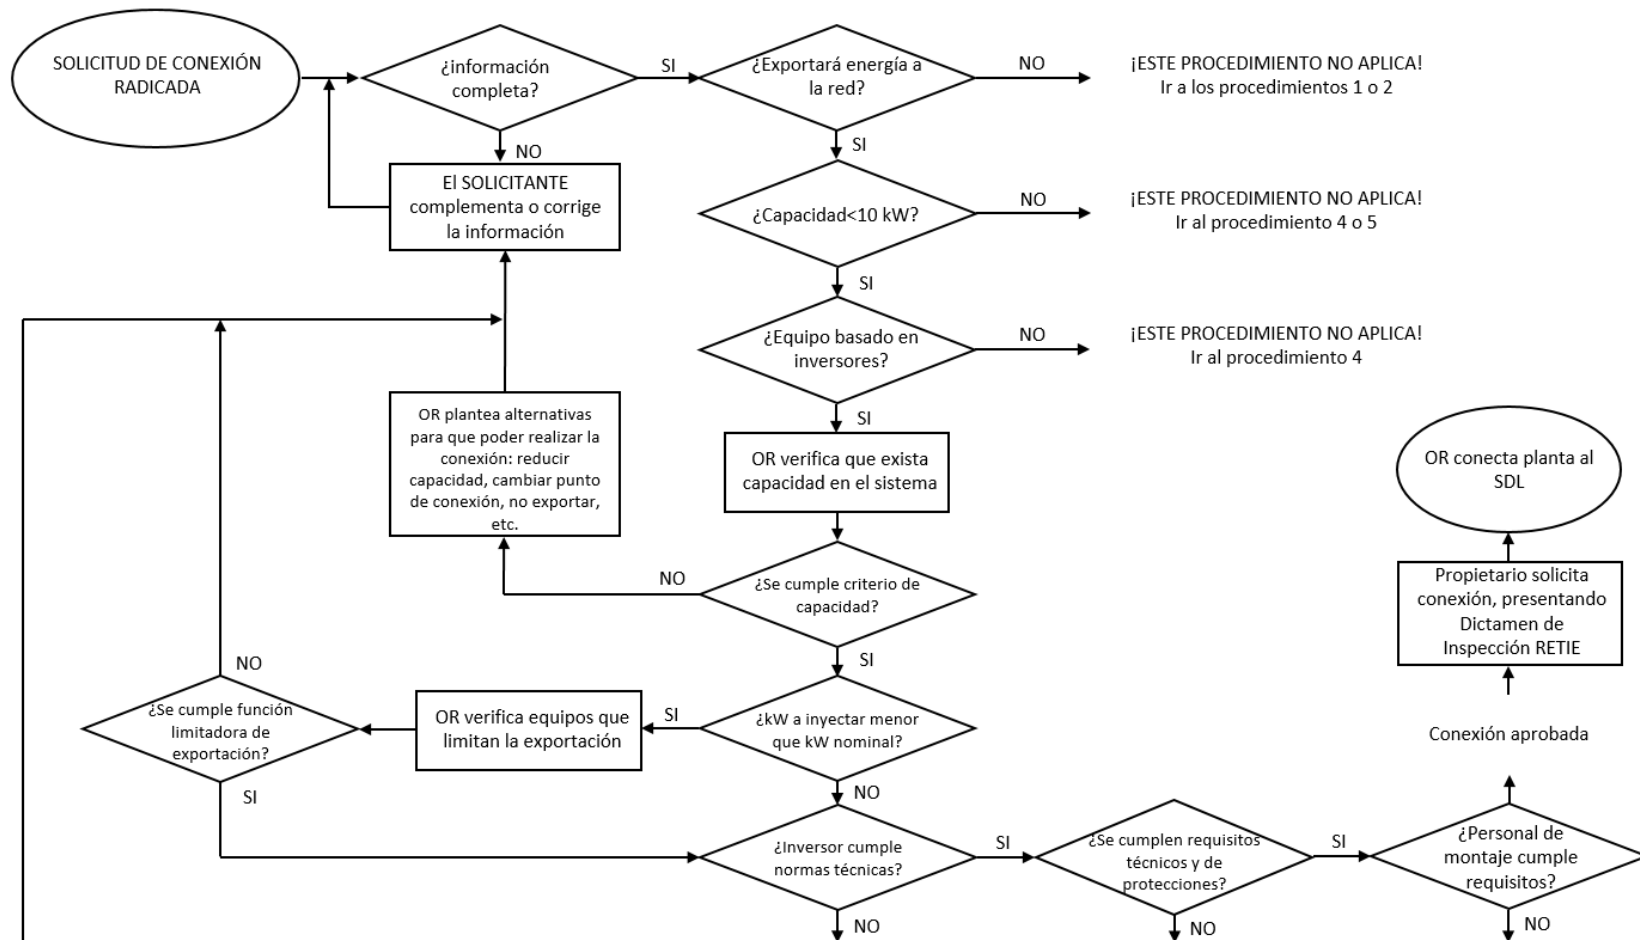 SOLICITUD DE CONEXIÓN
RADICADA
¿información
completa?
SI
¿Exportará energía a
la red?
NO
¡ESTE PROCEDIMIENTO NO APLICA!
Ir a los procedimientos 1 o 2
NO
SI
El SOLICITANTE
complementa o corrige
la información
¿Capacidad<10 kW?
NO
¡ESTE PROCEDIMIENTO NO APLICA!
Ir al procedimiento 4 o 5
SI
¿Equipo basado en
inversores?
NO
¡ESTE PROCEDIMIENTO NO APLICA!
Ir al procedimiento 4
SI
OR plantea alternativas
para que poder realizar la
conexión: reducir
capacidad, cambiar punto
de conexión, no exportar,
etc.
OR verifica que exista
capacidad en el sistema
OR conecta planta al
SDL
NO
¿Se cumple criterio de
capacidad?
Propietario solicita
conexión, presentando
Dictamen de
Inspección RETIE
SI
NO
¿Se cumple función
limitadora de
exportación?
OR verifica equipos que
limitan la exportación
SI
¿kW a inyectar menor
que kW nominal?
Conexión aprobada
SI
NO
¿Inversor cumple
normas técnicas?
SI
¿Se cumplen requisitos
técnicos y de
protecciones?
SI
¿Personal de
montaje cumple
requisitos?
NO
NO
NO